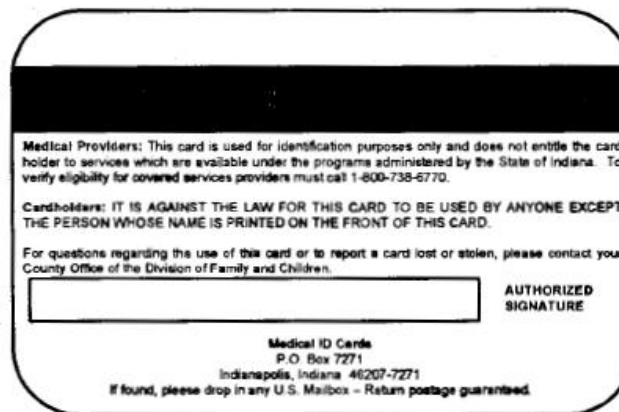 Medical Providers: This card is used for identification purposes only and does not entitle the card
holder to services which are available under the programs administered by the State of Indiana. To
verify eligibility for covered services providers must call 1-800-738-6770.
Cardholders: IT IS AGAINST THE LAW FOR THIS CARD TO BE USED BY ANYONE EXCEPT
THE PERSON WHOSE NAME IS PRINTED ON THE FRONT OF THIS CARD.
For questions regarding the use of this card or to report a card lost or stolen, please contact your
County Office of the Division of Family and Children.
AUTHORIZED
SIGNATURE
Medical ID Cards
P.O. Box 7271
Indianapolis, Indiana 46207-7271
If found, please drop in any U.S. Mailbox – Return postage guaranteed.